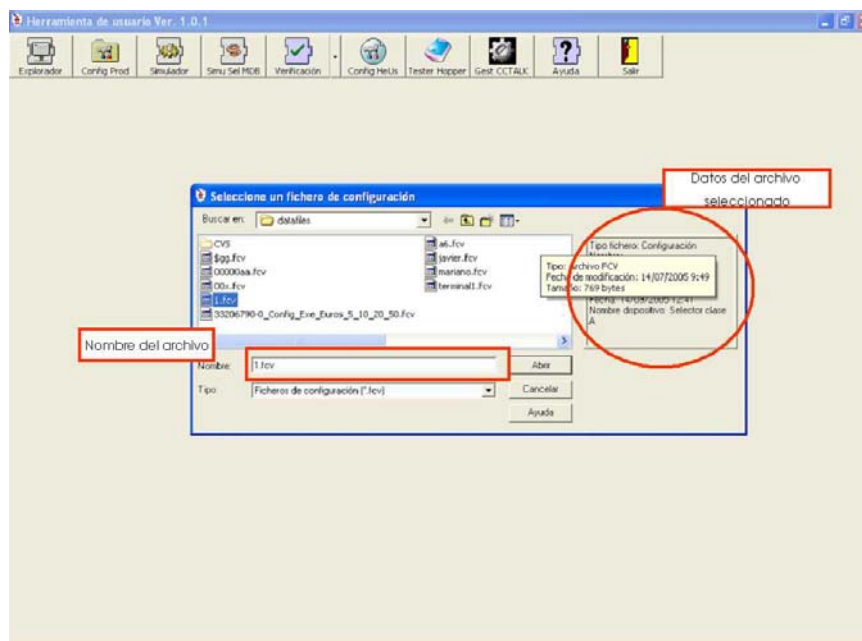 Herramienta de usuario Ver. 1.0.1
Explorador Config Prod Simulador Simu Sel MDB Verificación Config HeUs Tester Hopper Gest CCTALK Ayuda Salir
Datos del archivo
seleccionado
Seleccione un fichero de configuración
Buscar en: datafiles
CVS
$gg.fcv
00000aa.fcv
00x.fcv
1.fcv
33206790-0_Config_Exe_Euros_5_10_20_50.fcv
a6.fcv
javier.fcv
mariano.fcv
terminal1.fcv
Tipo fichero: Configuración
Tipo: Archivo FCV
Fecha de modificación: 14/07/2005 9:49
Tamaño: 769 bytes
Nombre dispositivo: Selector clase
A
Nombre del archivo
Nombre: 1.fcv Abrir
Tipo: Ficheros de configuración (*.fcv) Cancelar
Ayuda